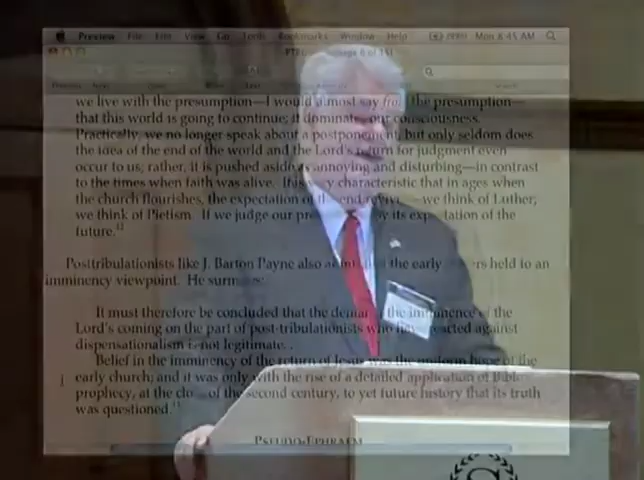 Preview File Edit View Go Tools Bookmarks Window Help (99%) Mon 8:45 AM
we live with the presumption—I would almost say from the presumption—
that this world is going to continue; it dominates our consciousness.
Practically, we no longer speak about a postponement, but only seldom does
the idea of the end of the world and the Lord's return for judgment even
occur to us; rather, it is pushed aside annoying and disturbing—in contrast
to the times when faith was alive. It is very characteristic that in ages when
the church flourishes, the expectation of the end revives—we think of Luther;
we think of Pietism. If we judge our present by its expectation of the
future.
Posttribulationists like J. Barton Payne also the early held to an
imminency viewpoint. He
It must therefore be concluded that the denial of the imminence of the
Lord's coming on the part of post-tribulationists who have reacted against
dispensationalism is not legitimate. .
Belief in the imminency of the return of Jesus was the uniform hope of the
early church; and it was only with the rise of a detailed application of Bible
prophecy, at the close of the second century, to yet future history that its truth
was questioned.
PSEUDO-EPHRAEM
S